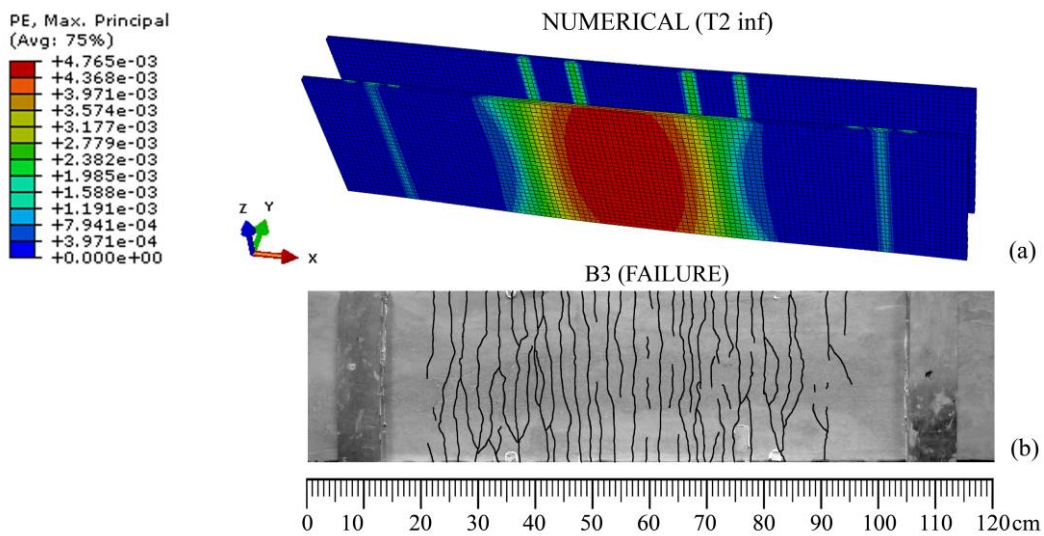 PE, Max. Principal
(Avg: 75%)
+4.765e-03
+4.368e-03
+3.971e-03
+3.574e-03
+3.177e-03
+2.779e-03
+2.382e-03
+1.985e-03
+1.588e-03
+1.191e-03
+7.941e-04
+3.971e-04
+0.000e+00
NUMERICAL (T2 inf)
Z Y
X
(a)
B3 (FAILURE)
(b)
0 10 20 30 40 50 60 70 80 90 100 110 120 cm